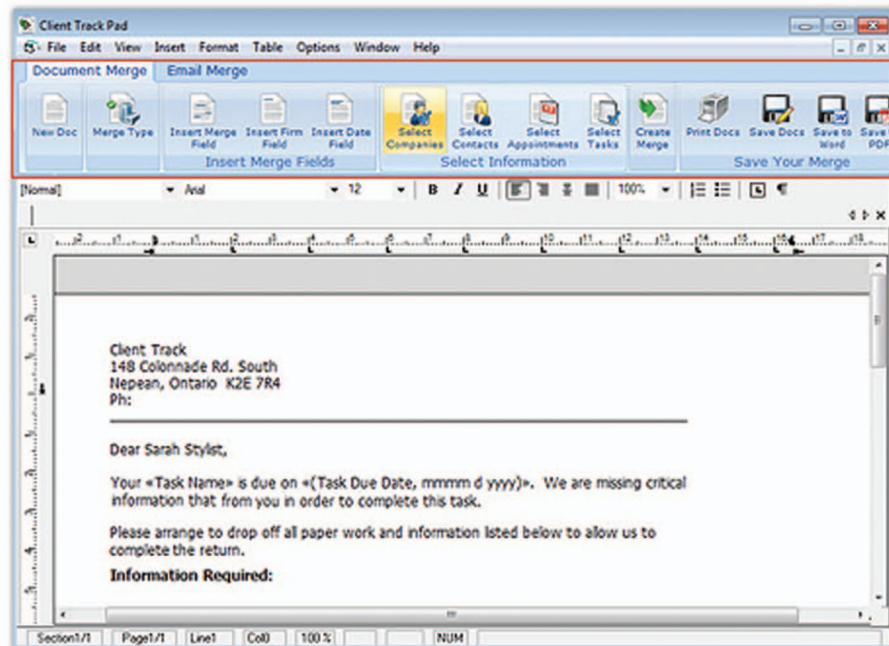 Client Track Pad
File Edit View Insert Format Table Options Window Help
Document Merge Email Merge
New Doc
Merge Type
Insert Merge Field
Insert Firm Field
Insert Date Field
Insert Merge Fields
Select Companies
Select Contacts
Select Appointments
Select Tasks
Select Information
Create Merge
Print Docs
Save Docs
Save to Word
Save PDF
Save Your Merge
[Normal] Arial 12 B I U 100%
Client Track
148 Colonnade Rd. South
Nepean, Ontario K2E 7R4
Ph:
Dear Sarah Stylist,
Your «Task Name» is due on «(Task Due Date, mmmm d yyyy)». We are missing critical
information that from you in order to complete this task.
Please arrange to drop off all paper work and information listed below to allow us to
complete the return.
Information Required:
Section1/1 Page1/1 Line1 Col0 100 % NUM